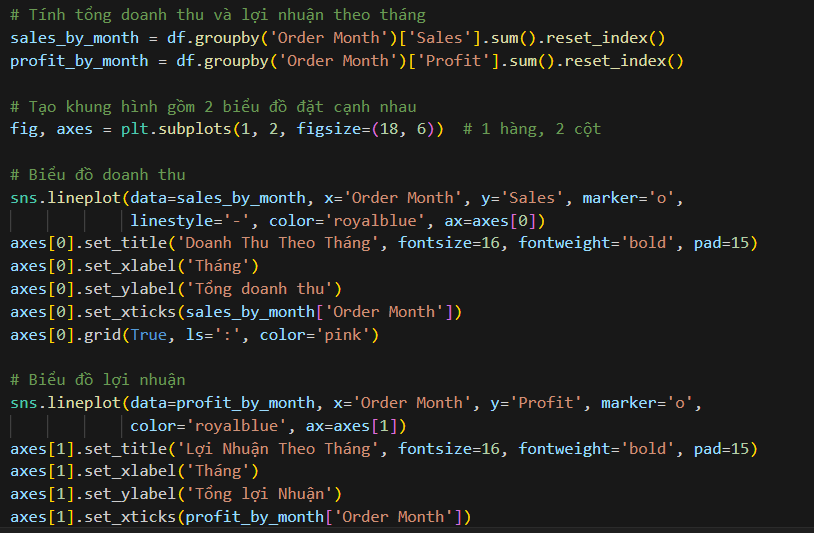 # Tính tổng doanh thu và lợi nhuận theo tháng
sales_by_month = df.groupby('Order Month')['Sales'].sum().reset_index()
profit_by_month = df.groupby('Order Month')['Profit'].sum().reset_index()

# Tạo khung hình gồm 2 biểu đồ đặt cạnh nhau
fig, axes = plt.subplots(1, 2, figsize=(18, 6))  # 1 hàng, 2 cột

# Biểu đồ doanh thu
sns.lineplot(data=sales_by_month, x='Order Month', y='Sales', marker='o',
             linestyle='-', color='royalblue', ax=axes[0])
axes[0].set_title('Doanh Thu Theo Tháng', fontsize=16, fontweight='bold', pad=15)
axes[0].set_xlabel('Tháng')
axes[0].set_ylabel('Tổng doanh thu')
axes[0].set_xticks(sales_by_month['Order Month'])
axes[0].grid(True, ls=':', color='pink')

# Biểu đồ lợi nhuận
sns.lineplot(data=profit_by_month, x='Order Month', y='Profit', marker='o',
             color='royalblue', ax=axes[1])
axes[1].set_title('Lợi Nhuận Theo Tháng', fontsize=16, fontweight='bold', pad=15)
axes[1].set_xlabel('Tháng')
axes[1].set_ylabel('Tổng lợi Nhuận')
axes[1].set_xticks(profit_by_month['Order Month'])